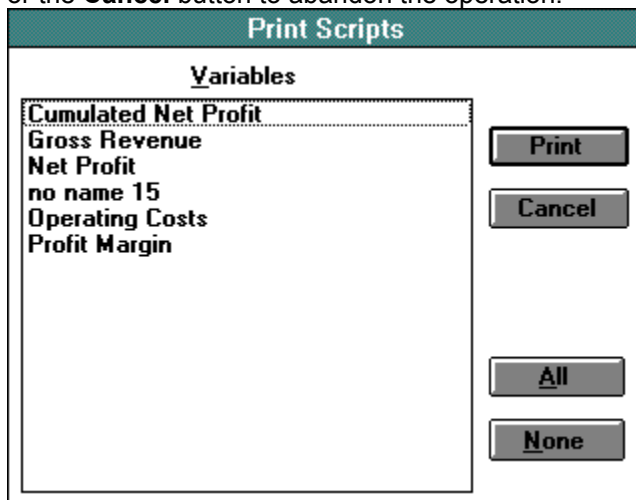 or the Cancel button to abandon the operation.
Print Scripts
Variables
Cumulated Net Profit
Gross Revenue
Net Profit
no name 15
Operating Costs
Profit Margin
Print
Cancel
All
None